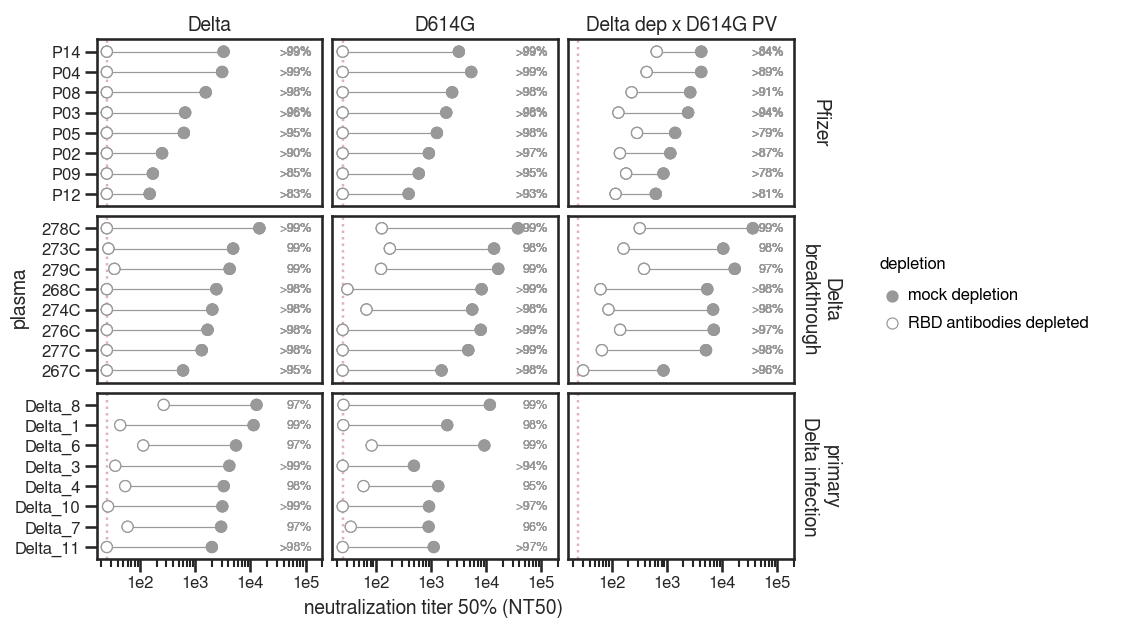 Delta D614G Delta dep x D614G PV
P14 >99% >99% >84%
P04 >99% >99% >89%
P08 >98% >98% >91%
P03 >96% >98% >94%
P05 >95% >98% >79%
P02 >90% >97% >87%
P09 >85% >95% >78%
P12 >83% >93% >81%
Pfizer
278C >99% >99% >99%
273C 99% 98% 98%
279C 99% 99% 97%
268C >98% >99% >98%
274C >98% >98% >98%
276C >98% >99% >97%
277C >98% >99% >98%
267C >95% >98% >96%
Delta
breakthrough
plasma
Delta_8 97% 99%
Delta_1 99% 98%
Delta_6 97% 99%
Delta_3 >99% >94%
Delta_4 98% 95%
Delta_10 >99% >97%
Delta_7 97% 96%
Delta_11 >98% >97%
primary
Delta infection
1e2 1e3 1e4 1e5 1e2 1e3 1e4 1e5 1e2 1e3 1e4 1e5
neutralization titer 50% (NT50)
depletion
mock depletion
RBD antibodies depleted